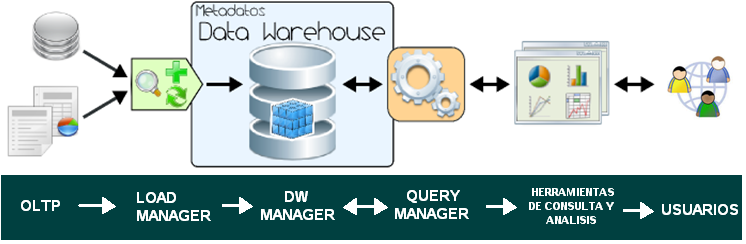 Metadatos
Data Warehouse
OLTP
LOAD
MANAGER
DW
MANAGER
QUERY
MANAGER
HERRAMIENTAS
DE CONSULTA Y
ANALISIS
USUARIOS